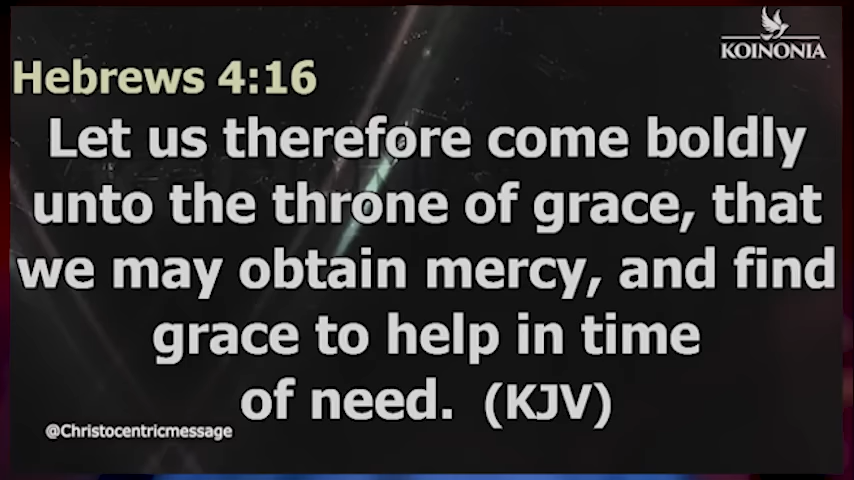 KOINONIA
Hebrews 4:16
Let us therefore come boldly
unto the throne of grace, that
we may obtain mercy, and find
grace to help in time
of need. (KJV)
@Christocentricmessage